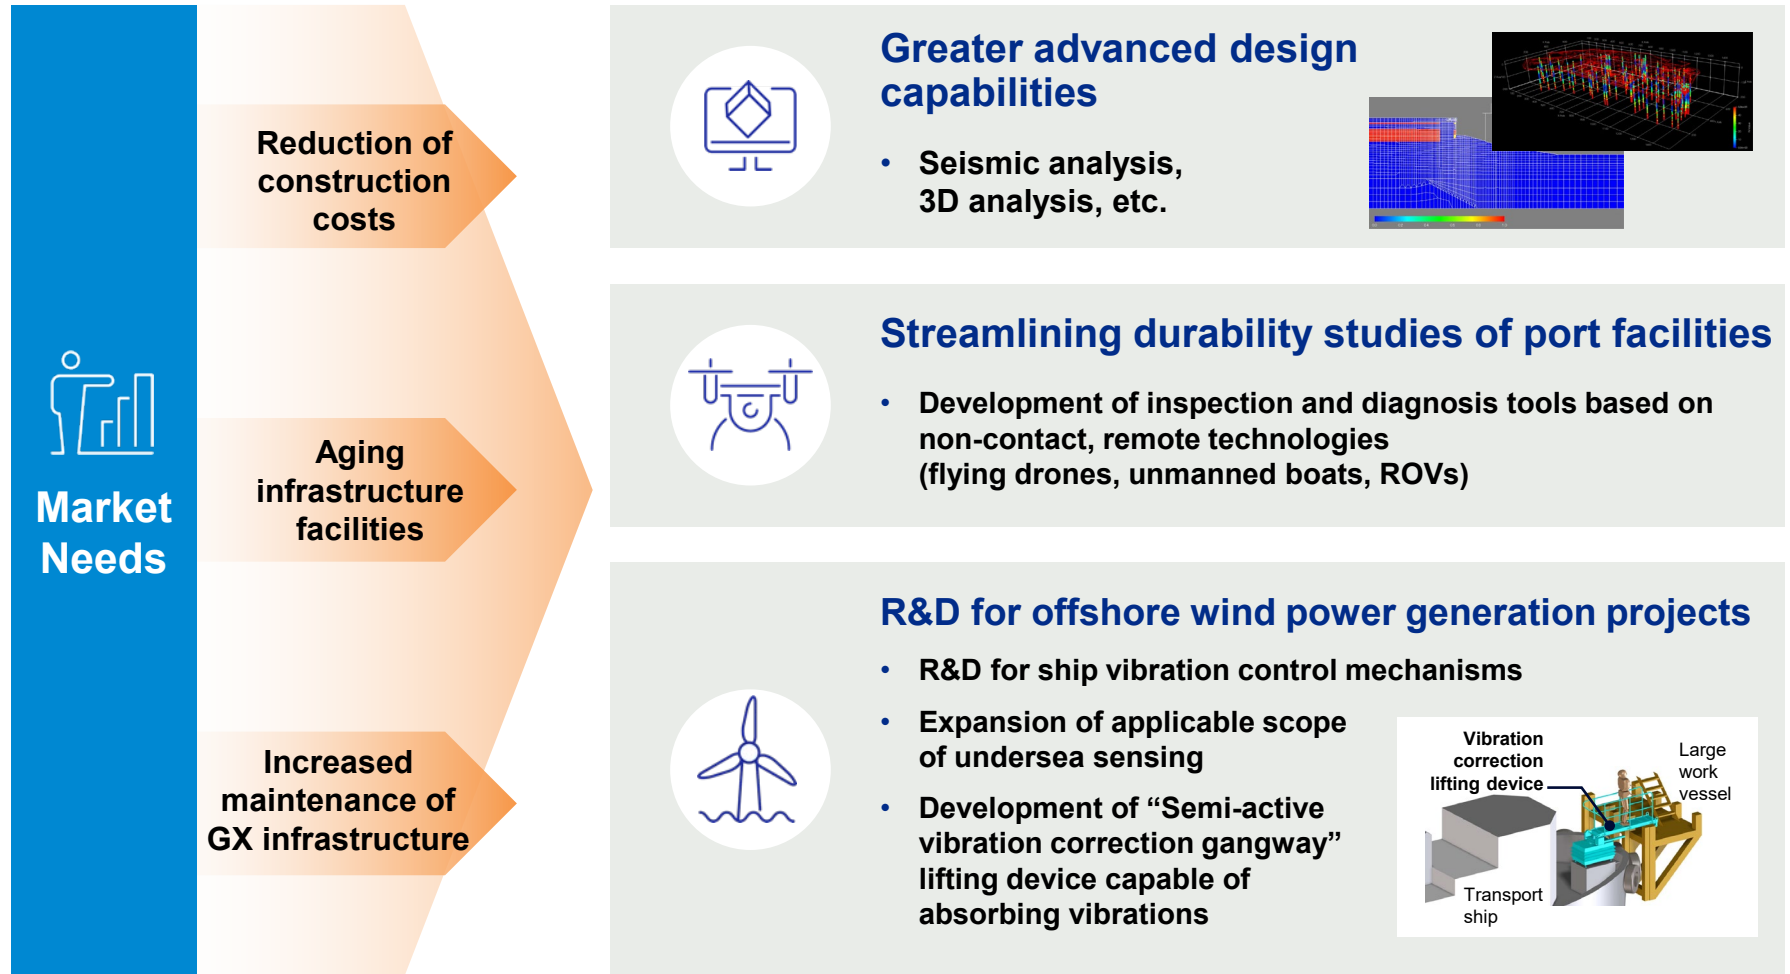 Market
Needs
Reduction of
construction
costs
Aging
infrastructure
facilities
Increased
maintenance of
GX infrastructure
Greater advanced design
capabilities
• Seismic analysis,
3D analysis, etc.
Streamlining durability studies of port facilities
• Development of inspection and diagnosis tools based on
non-contact, remote technologies
(flying drones, unmanned boats, ROVs)
R&D for offshore wind power generation projects
• R&D for ship vibration control mechanisms
• Expansion of applicable scope
of undersea sensing
• Development of “Semi-active
vibration correction gangway”
lifting device capable of
absorbing vibrations
Vibration
correction
lifting device
Large
work
vessel
Transport
ship